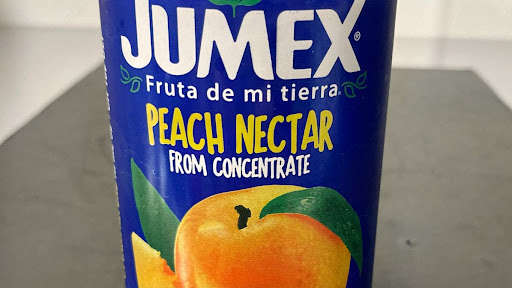 JUMEX®
Fruta de mi tierra®
PEACH NECTAR
FROM CONCENTRATE